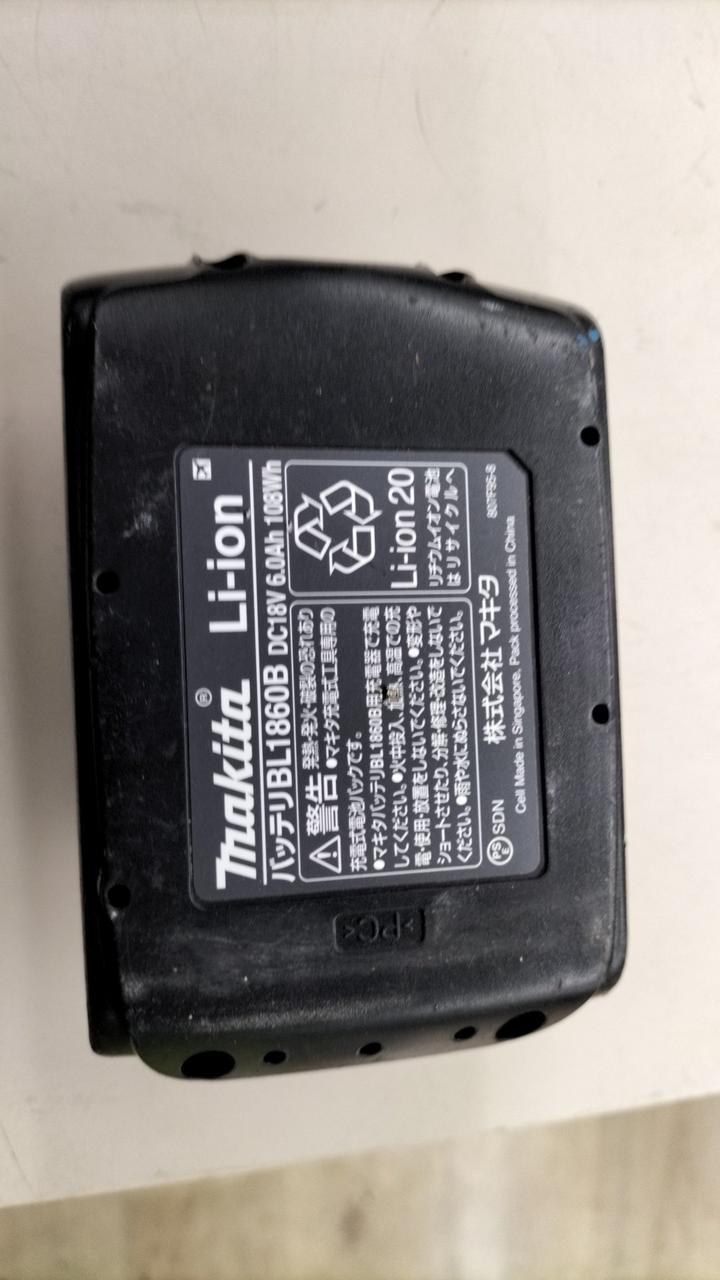 Makita® Li-ion
バッテリBL1860B DC18V 6.0Ah 108Wh
警告 発熱・発火・破裂の恐れあり
●マキタ充電式工具専用の
充電式電池パックです。
●マキタバッテリBL1860B用充電器で充電
してください。●火中投入、加熱、高温での充
電・使用・放置をしないでください。●変形や
ショートさせたり、分解・修理・改造をしないで
ください。●雨や水にぬらさないでください。
Li-ion 20
リチウムイオン電池
はリサイクルへ
PS
E
SDN 株式会社マキタ 807F95-8
Cell Made in Singapore, Pack processed in China
>PC<